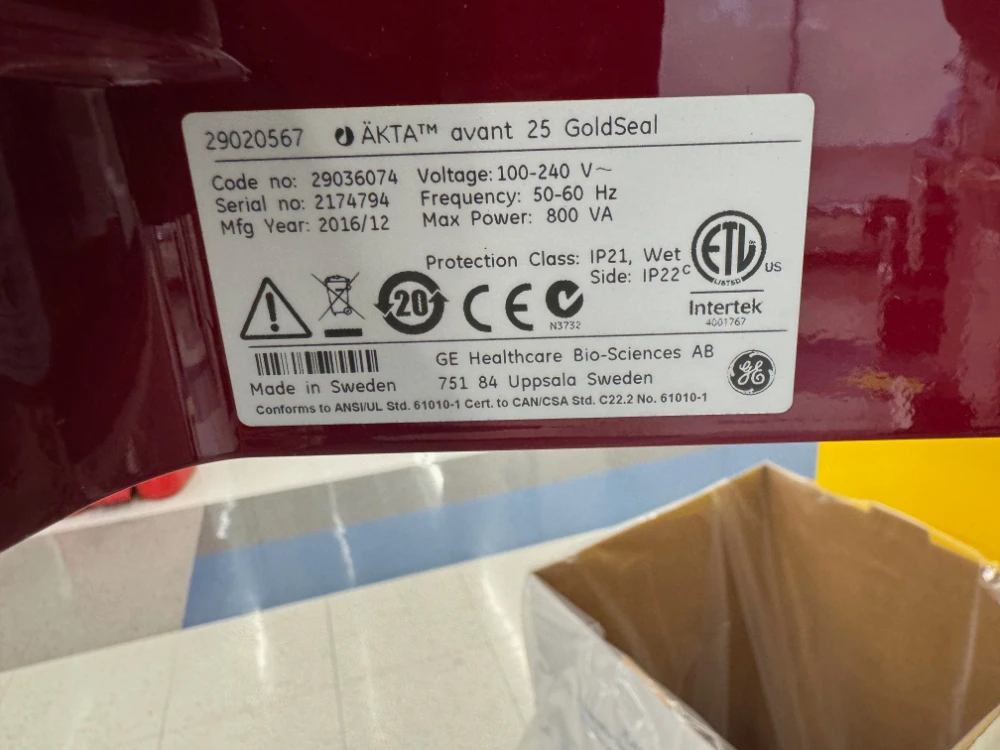 29020567 ÄKTA™ avant 25 GoldSeal
Code no: 29036074 Voltage: 100-240 V~
Serial no: 2174794 Frequency: 50-60 Hz
Mfg Year: 2016/12 Max Power: 800 VA
Protection Class: IP21, Wet
Side: IP22
C ETL US
LISTED
Intertek
4001767
20
CE
N3732
GE Healthcare Bio-Sciences AB
Made in Sweden 751 84 Uppsala Sweden
GE
Conforms to ANSI/UL Std. 61010-1 Cert. to CAN/CSA Std. C22.2 No. 61010-1